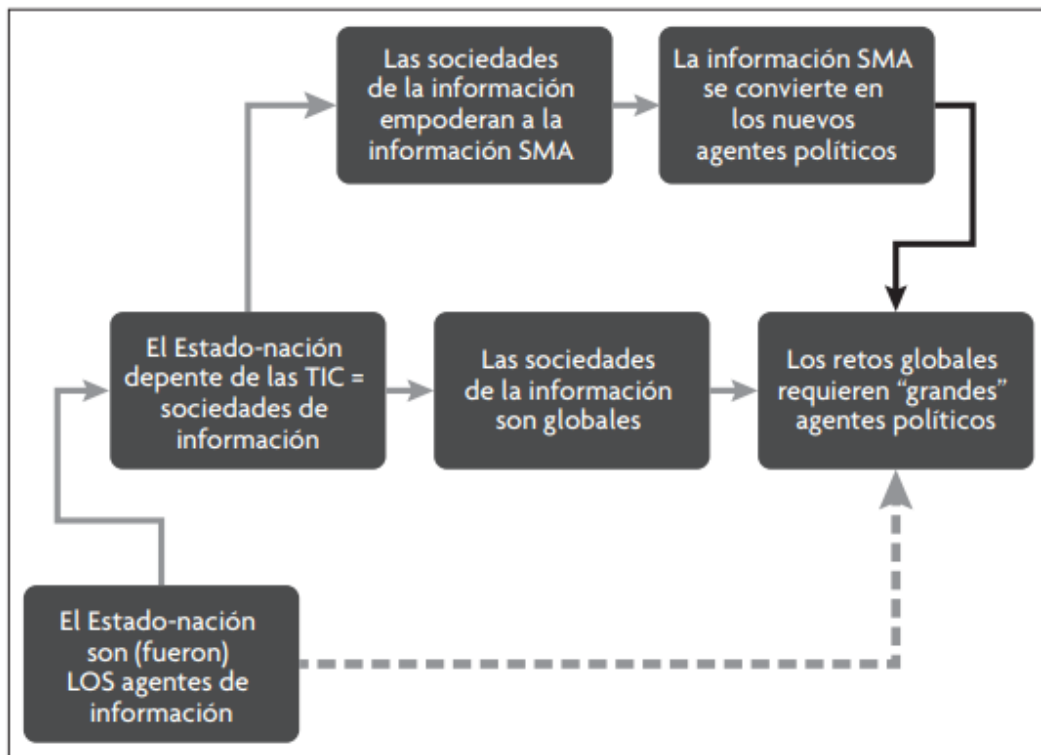 Las sociedades
de la información
empoderan a la
información SMA
La información SMA
se convierte en
los nuevos
agentes políticos
El Estado-nación
depente de las TIC =
sociedades de
información
Las sociedades
de la información
son globales
Los retos globales
requieren “grandes”
agentes políticos
El Estado-nación
son (fueron)
LOS agentes de
información